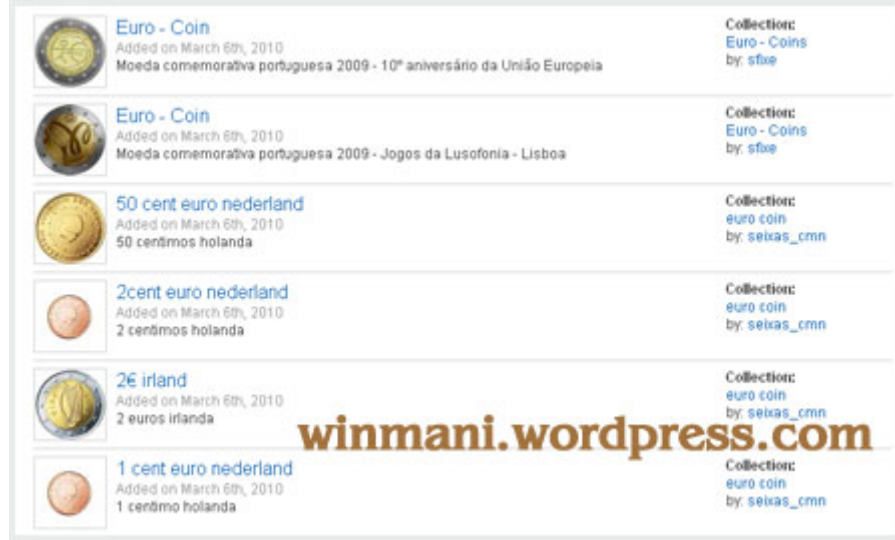 Euro - Coin
Added on March 6th, 2010
Moeda comemorativa portuguesa 2009 - 10º aniversário da União Europeia
Collection:
Euro - Coins
by: sfixe
Euro - Coin
Added on March 6th, 2010
Moeda comemorativa portuguesa 2009 - Jogos da Lusofonia - Lisboa
Collection:
Euro - Coins
by: sfixe
50 cent euro nederland
Added on March 6th, 2010
50 centimos holanda
Collection:
euro coin
by: seixas_cmn
2cent euro nederland
Added on March 6th, 2010
2 centimos holanda
Collection:
euro coin
by: seixas_cmn
2€ irland
Added on March 6th, 2010
2 euros irlanda
Collection:
euro coin
by: seixas_cmn
winmani.wordpress.com
1 cent euro nederland
Added on March 6th, 2010
1 centimo holanda
Collection:
euro coin
by: seixas_cmn